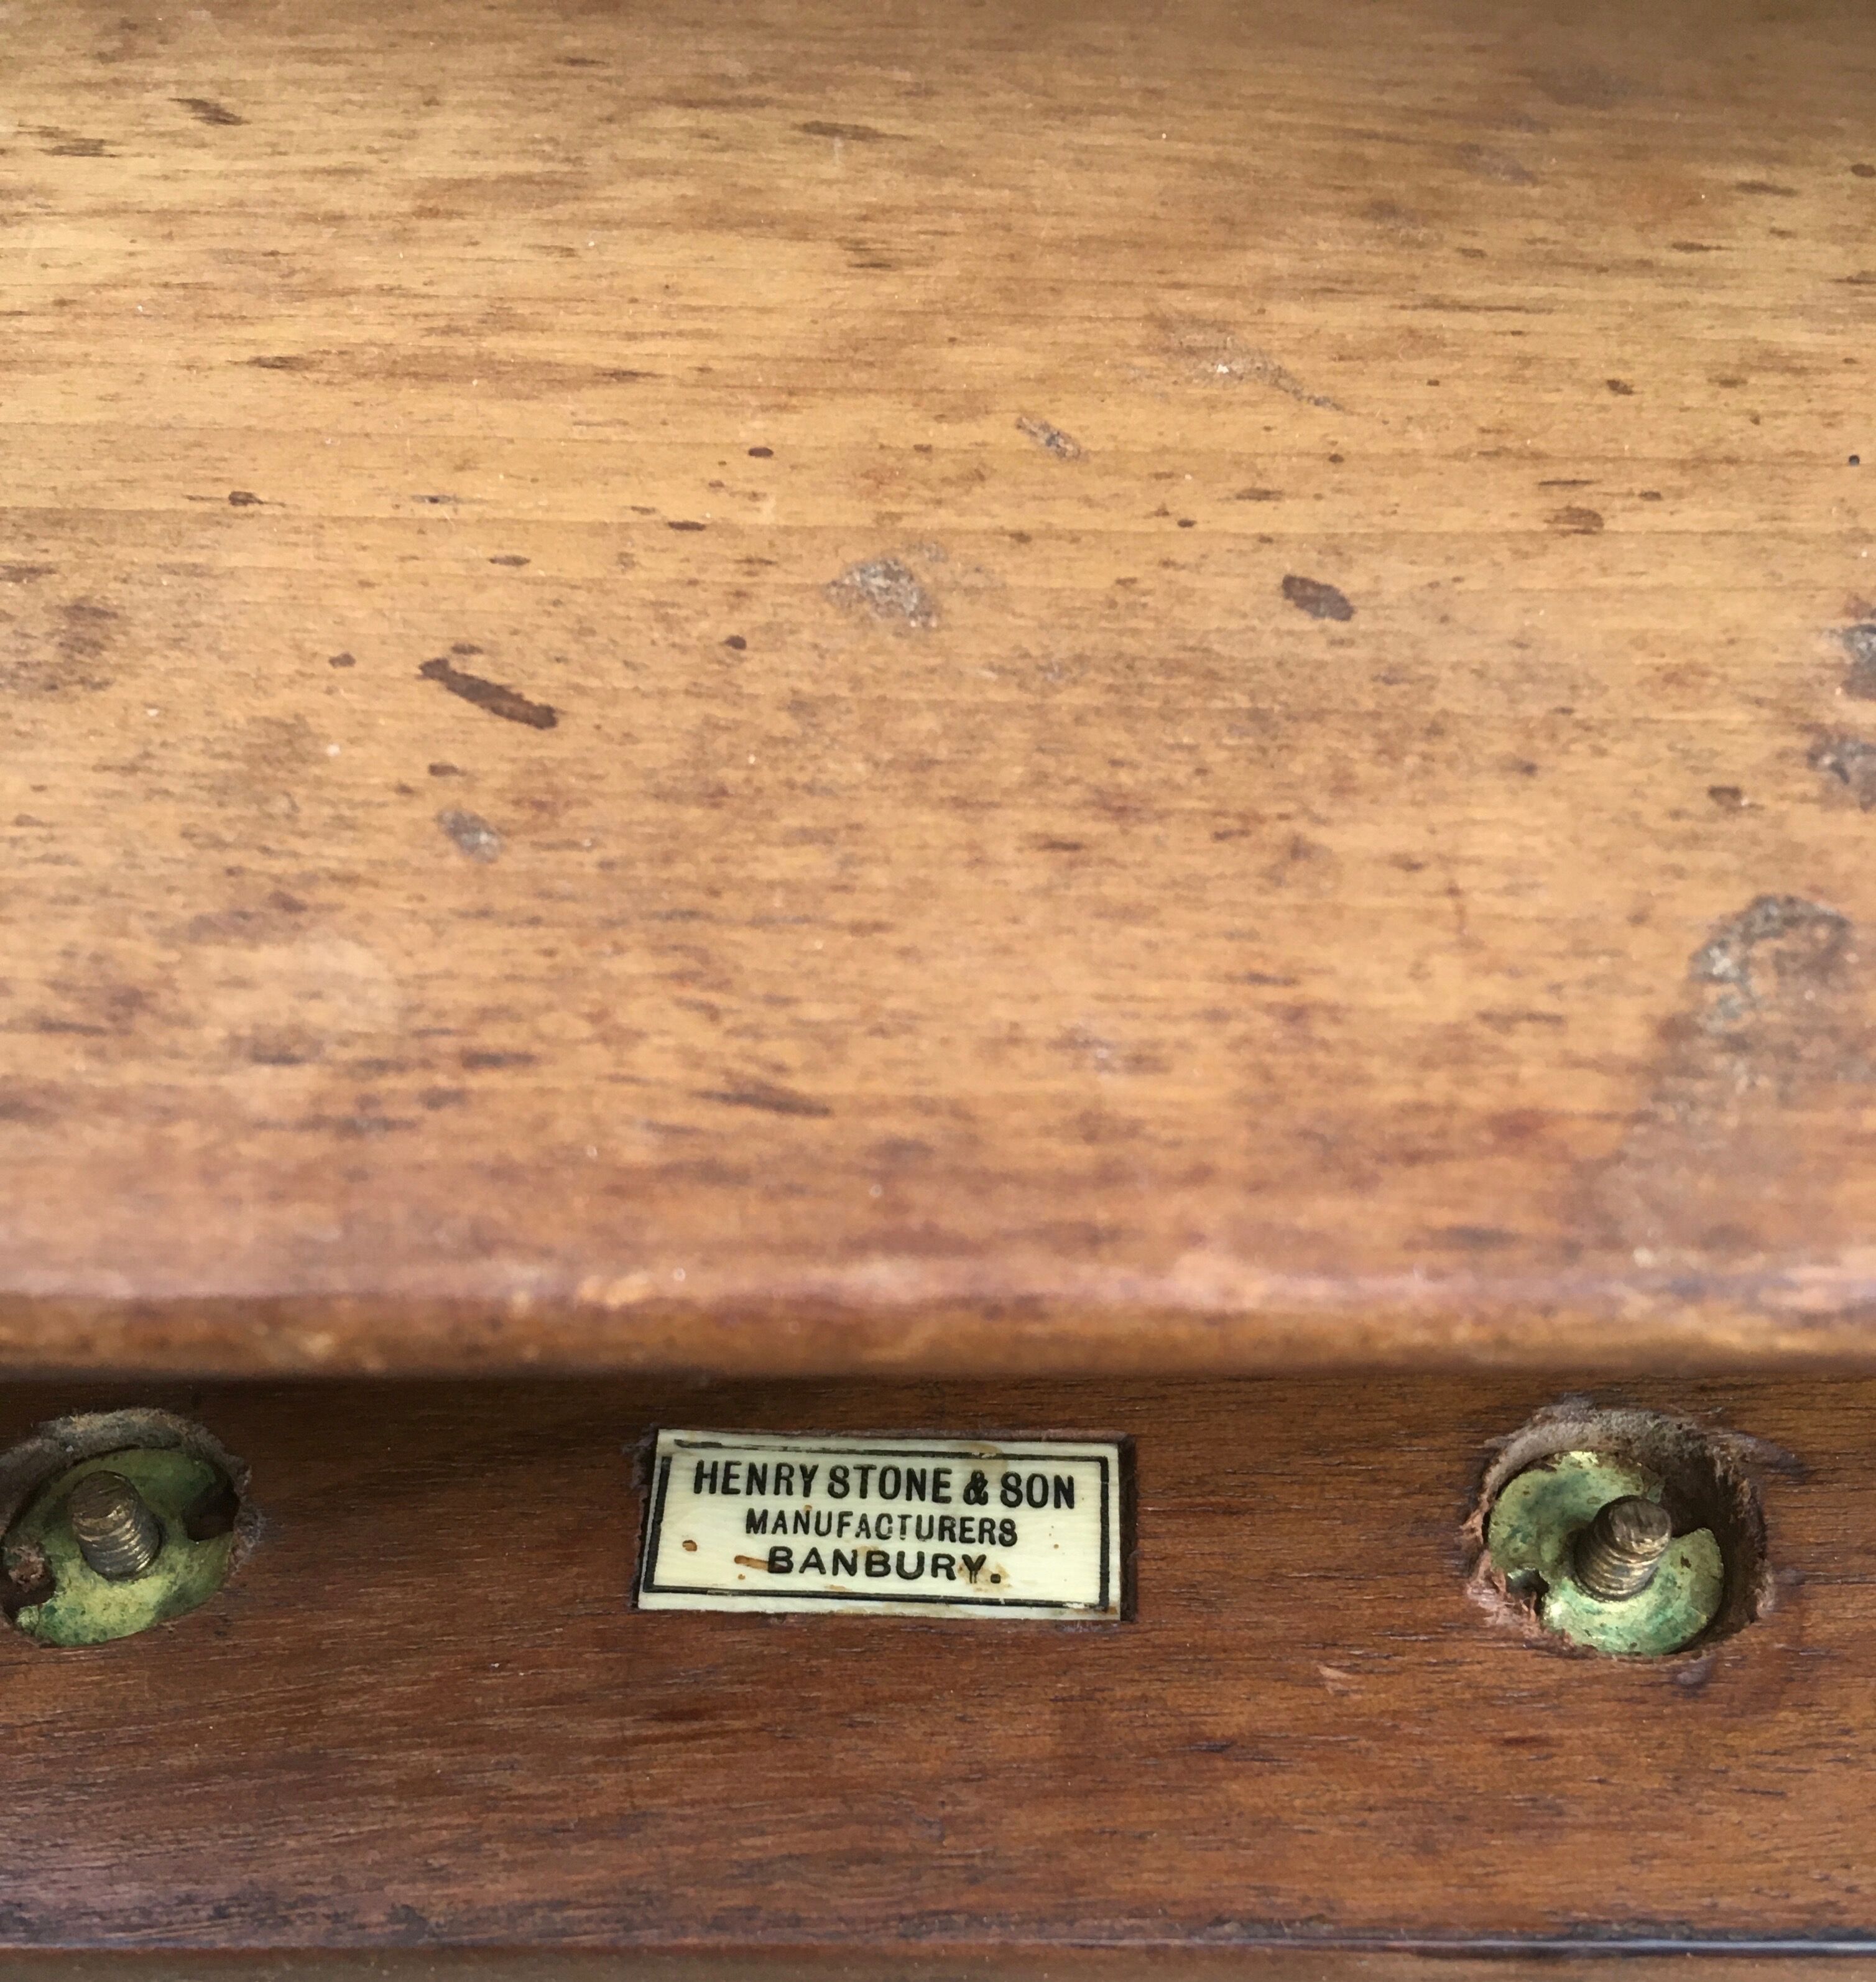 HENRY STONE & SON
MANUFACTURERS
BANBURY.